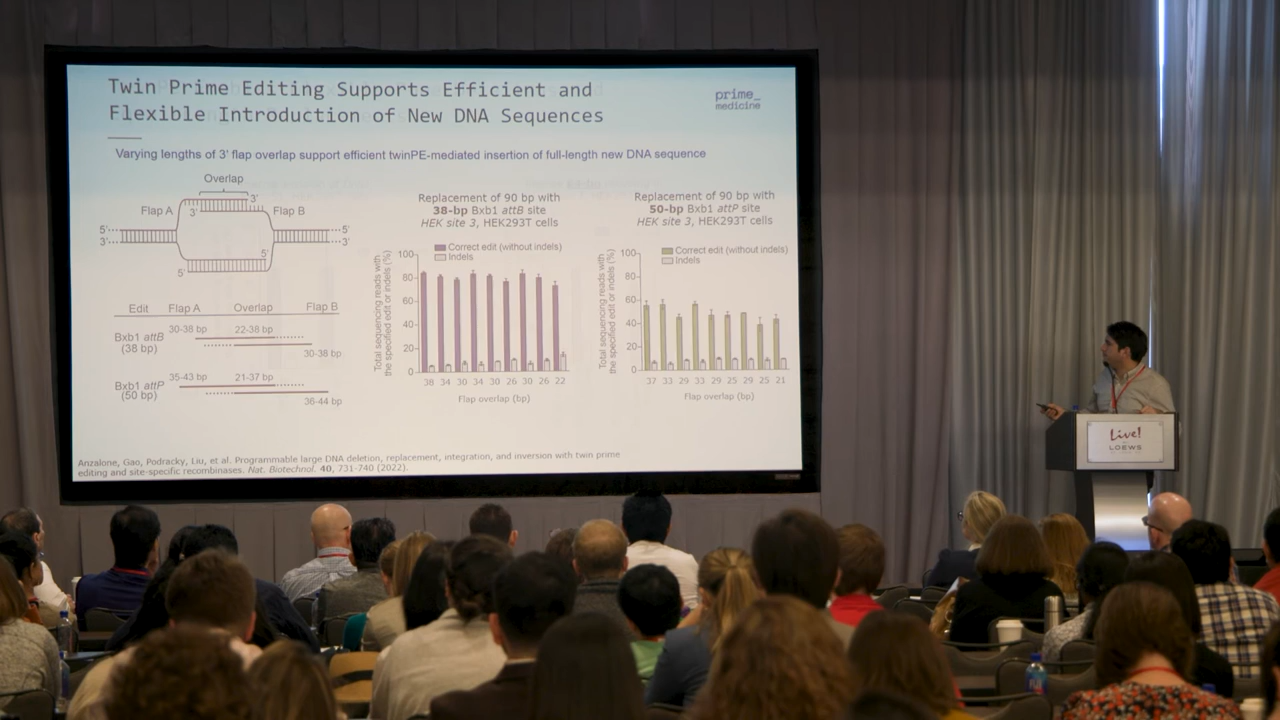 Twin Prime Editing Supports Efficient and
Flexible Introduction of New DNA Sequences
prime_
medicine
Varying lengths of 3' flap overlap support efficient twinPE-mediated insertion of full-length new DNA sequence
Overlap
3'
Flap A
3'
Flap B
5'
5'
3'
3'
5'
5'
Edit Flap A Overlap Flap B
30-38 bp 22-38 bp
Bxb1 attB
(38 bp)
30-38 bp
35-43 bp 21-37 bp
Bxb1 attP
(50 bp)
36-44 bp
Replacement of 90 bp with
38-bp Bxb1 attB site
HEK site 3, HEK293T cells
Correct edit (without indels)
Indels
Total sequencing reads with
the specified edit or indels (%)
100
80
60
40
20
0
38 34 30 34 30 26 30 26 22
Flap overlap (bp)
Replacement of 90 bp with
50-bp Bxb1 attP site
HEK site 3, HEK293T cells
Correct edit (without indels)
Indels
Total sequencing reads with
the specified edit or indels (%)
100
80
60
40
20
0
37 33 29 33 29 25 29 25 21
Flap overlap (bp)
Anzalone, Gao, Podracky, Liu, et al. Programmable large DNA deletion, replacement, integration, and inversion with twin prime
editing and site-specific recombinases. Nat. Biotechnol. 40, 731-740 (2022).
Live!
LOEWS